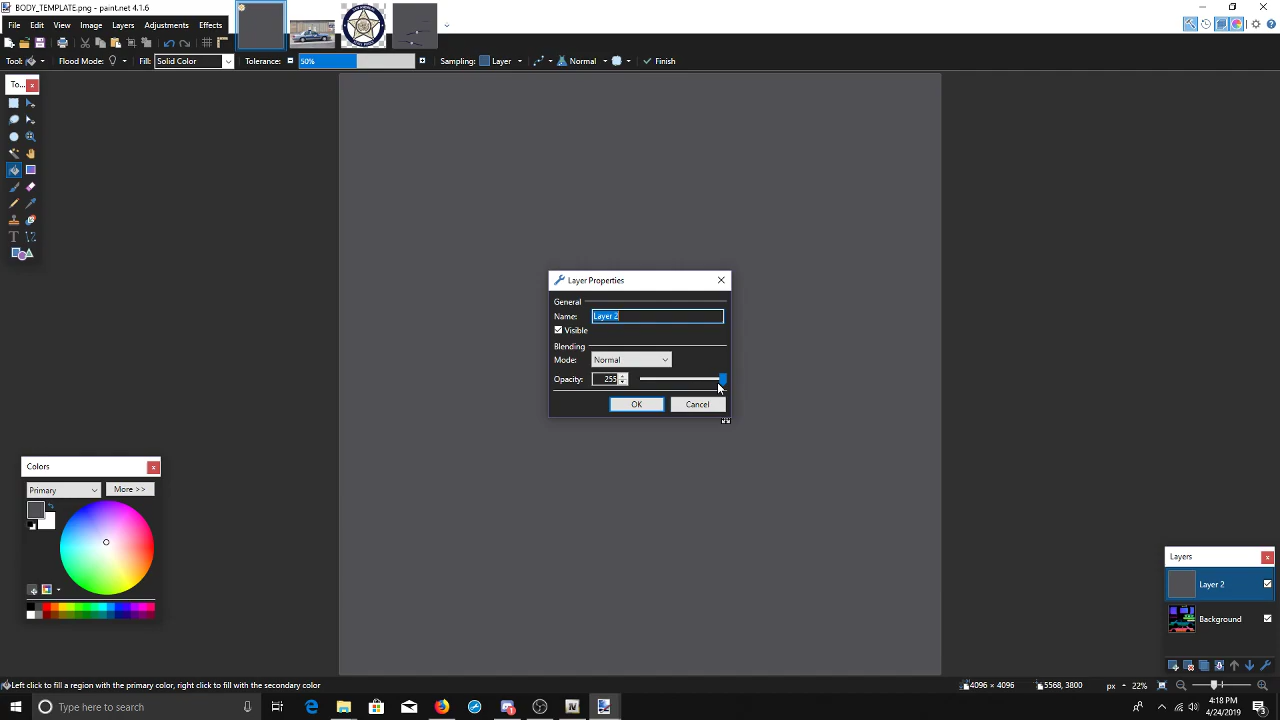 BODY_TEMPLATE.png - paint.net 4.1.6
File Edit View Image Layers Adjustments Effects
Tool: Flood Mode: Fill: Solid Color Tolerance: 50% Sampling: Layer Normal Finish
To...
Layer Properties
General
Name: Layer 2
Visible
Blending
Mode: Normal
Opacity: 255
OK Cancel
Colors
Primary More >>
Layers
Layer 2
Background
Left click to fill a region with the primary color, right click to fill with the secondary color
4096 × 4096 5568, 3800 px 22%
Type here to search
4:18 PM
4/24/2019